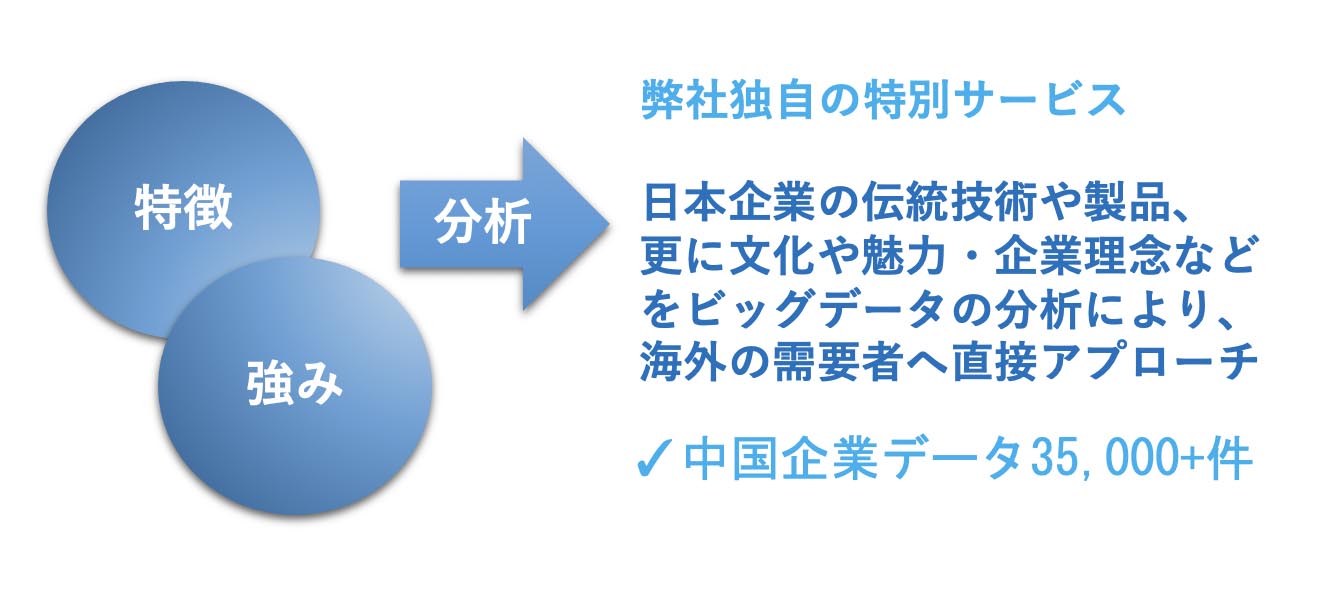 特徴
強み
分析
弊社独自の特別サービス
日本企業の伝統技術や製品、
更に文化や魅力・企業理念など
をビッグデータの分析により、
海外の需要者へ直接アプローチ
✓中国企業データ35,000+件